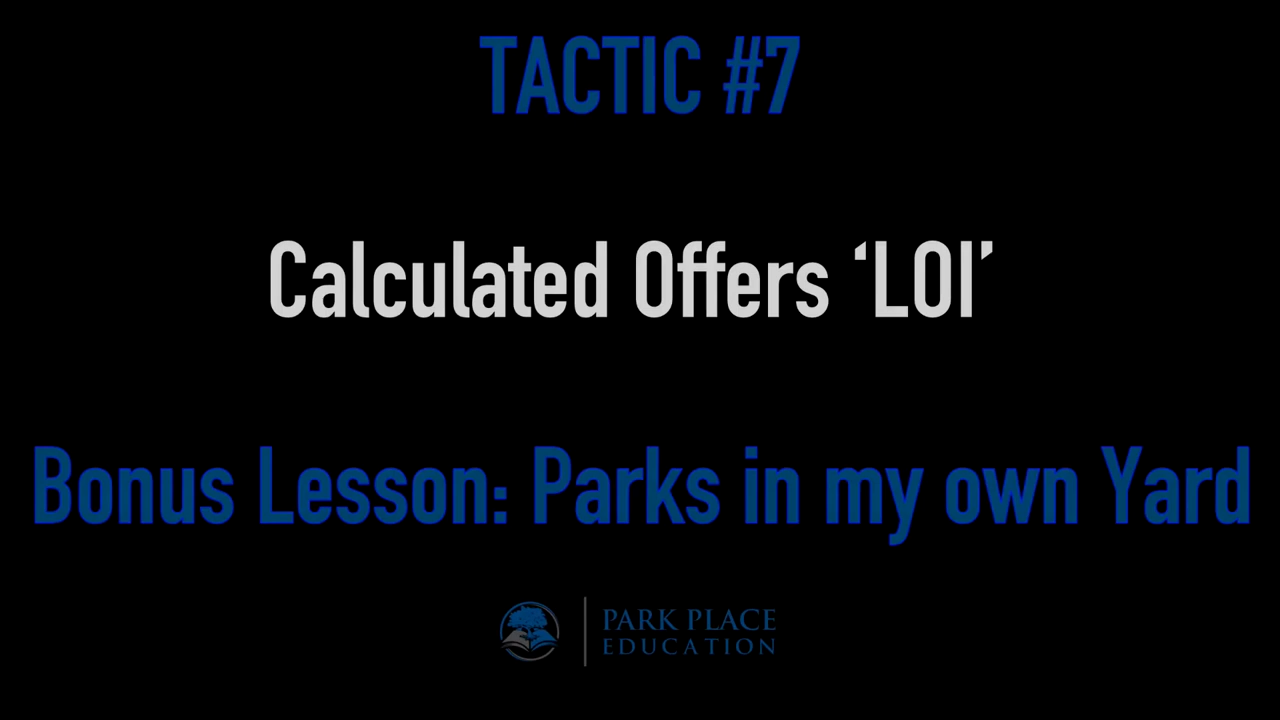 TACTIC #7
Calculated Offers ‘LOI’
Bonus Lesson: Parks in my own Yard
PARK PLACE
EDUCATION